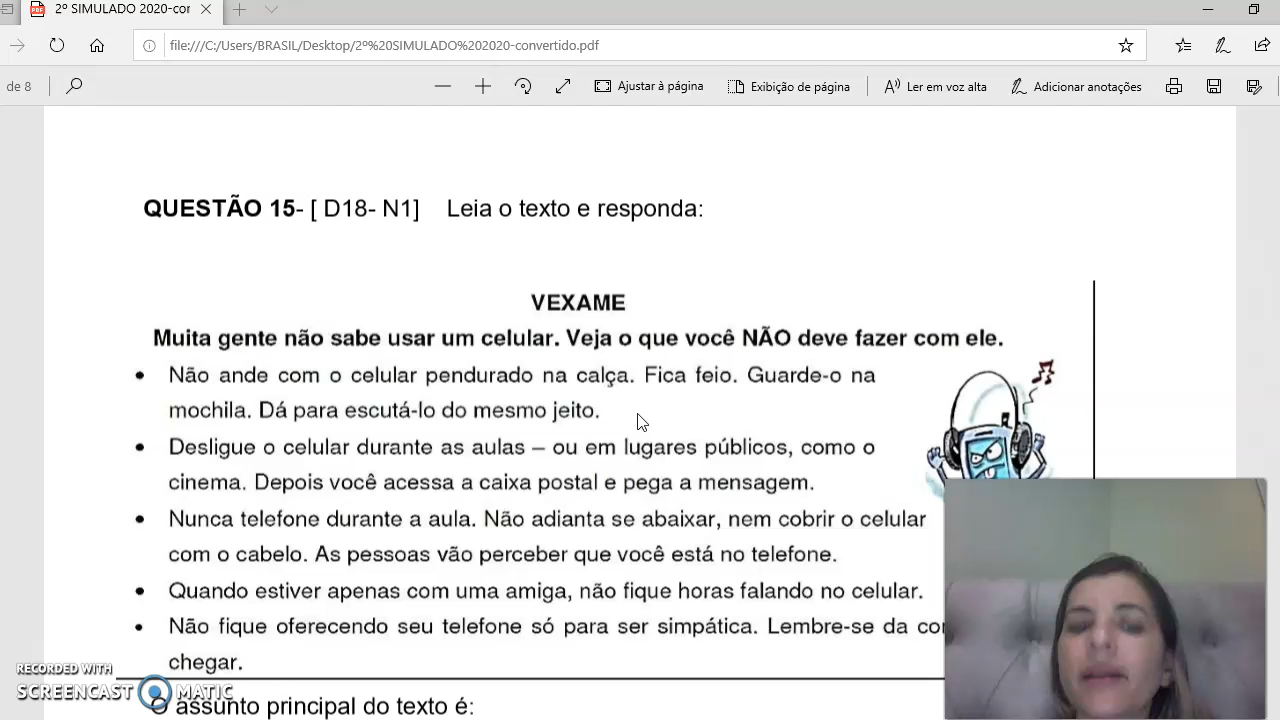 2º SIMULADO 2020-cor
file:///C:/Users/BRASIL/Desktop/2º%20SIMULADO%202020-convertido.pdf
de 8
Ajustar à página
Exibição de página
Ler em voz alta
Adicionar anotações
QUESTÃO 15- [ D18- N1] Leia o texto e responda:
VEXAME
Muita gente não sabe usar um celular. Veja o que você NÃO deve fazer com ele.
• Não ande com o celular pendurado na calça. Fica feio. Guarde-o na
mochila. Dá para escutá-lo do mesmo jeito.
• Desligue o celular durante as aulas – ou em lugares públicos, como o
cinema. Depois você acessa a caixa postal e pega a mensagem.
• Nunca telefone durante a aula. Não adianta se abaixar, nem cobrir o celular
com o cabelo. As pessoas vão perceber que você está no telefone.
• Quando estiver apenas com uma amiga, não fique horas falando no celular.
• Não fique oferecendo seu telefone só para ser simpática. Lembre-se da
chegar.
RECORDED WITH
SCREENCAST MATIC
O assunto principal do texto é: